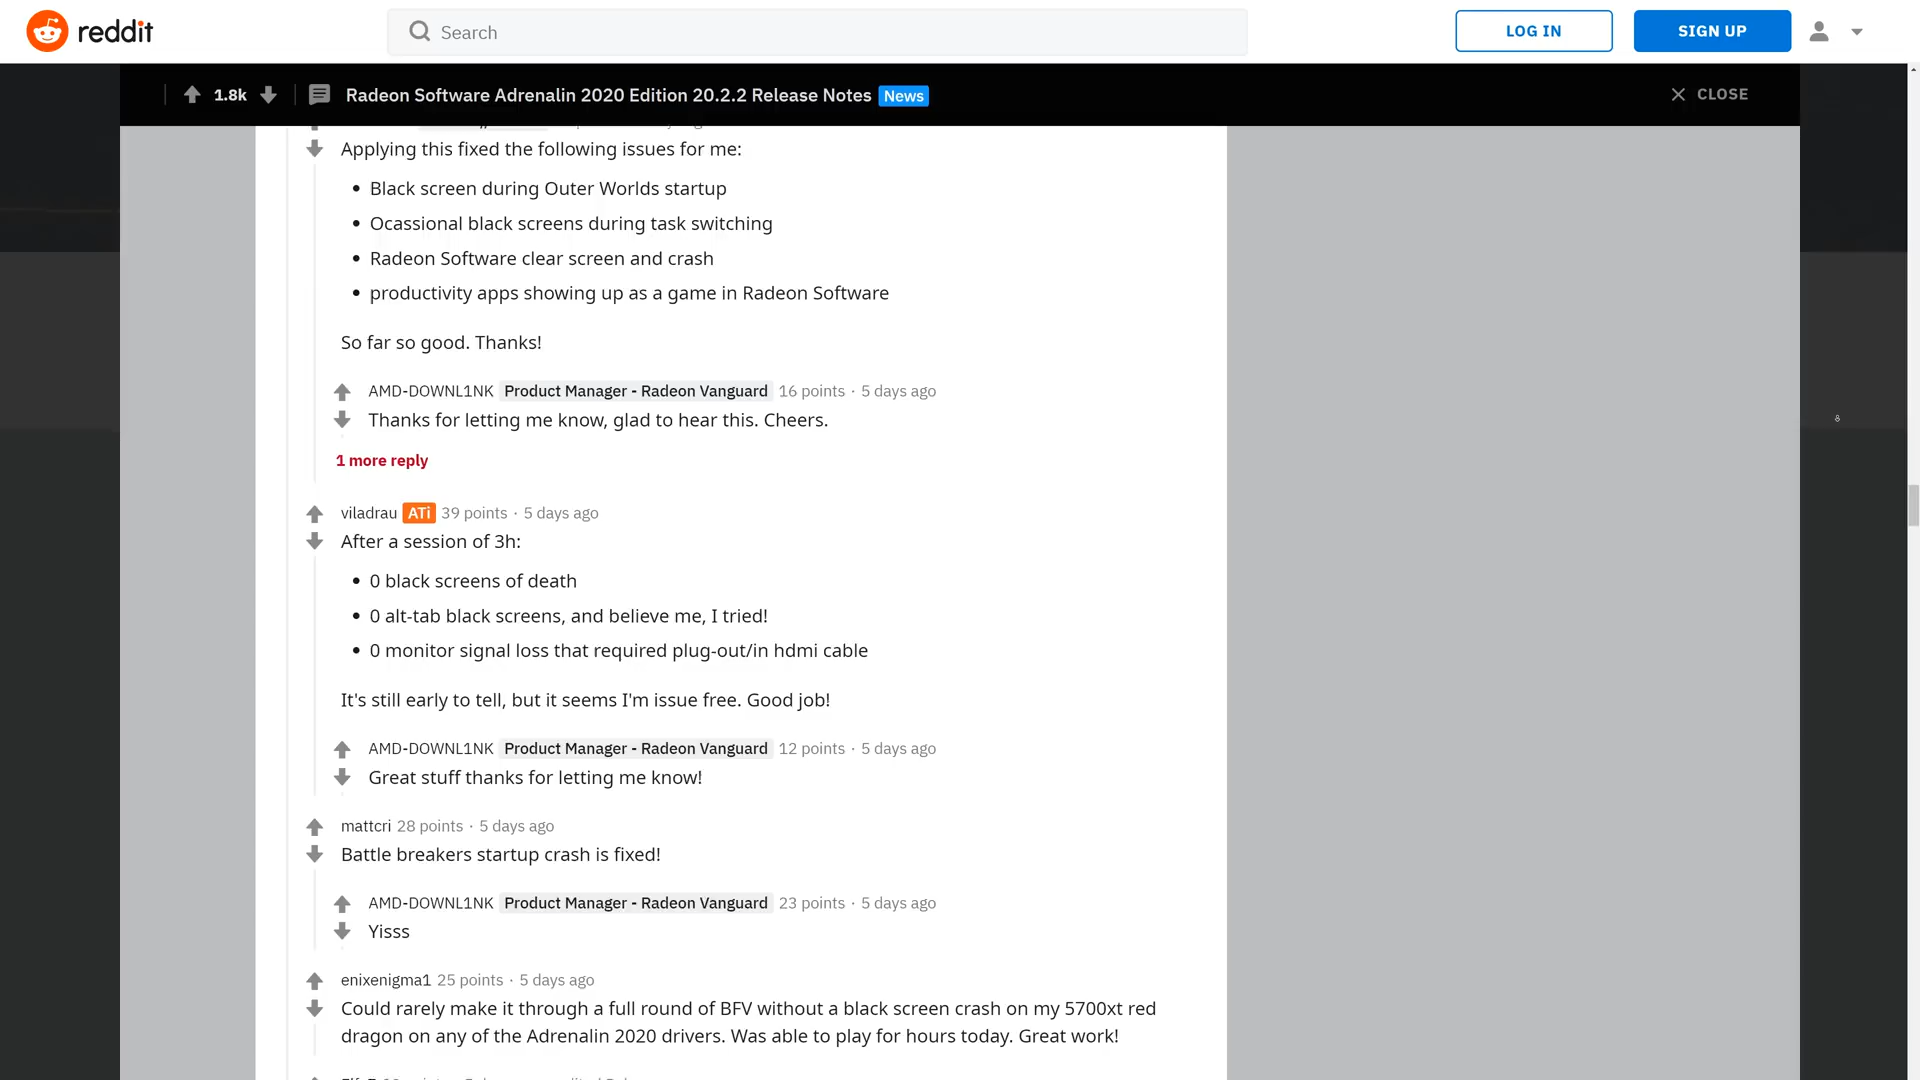 reddit
Search
LOG IN
SIGN UP
1.8k
Radeon Software Adrenalin 2020 Edition 20.2.2 Release Notes News
CLOSE
Applying this fixed the following issues for me:
• Black screen during Outer Worlds startup
• Ocassional black screens during task switching
• Radeon Software clear screen and crash
• productivity apps showing up as a game in Radeon Software
So far so good. Thanks!
AMD-DOWNL1NK Product Manager - Radeon Vanguard 16 points · 5 days ago
Thanks for letting me know, glad to hear this. Cheers.
1 more reply
viladrau ATi 39 points · 5 days ago
After a session of 3h:
• 0 black screens of death
• 0 alt-tab black screens, and believe me, I tried!
• 0 monitor signal loss that required plug-out/in hdmi cable
It's still early to tell, but it seems I'm issue free. Good job!
AMD-DOWNL1NK Product Manager - Radeon Vanguard 12 points · 5 days ago
Great stuff thanks for letting me know!
mattcri 28 points · 5 days ago
Battle breakers startup crash is fixed!
AMD-DOWNL1NK Product Manager - Radeon Vanguard 23 points · 5 days ago
Yisss
enixenigma1 25 points · 5 days ago
Could rarely make it through a full round of BFV without a black screen crash on my 5700xt red
dragon on any of the Adrenalin 2020 drivers. Was able to play for hours today. Great work!